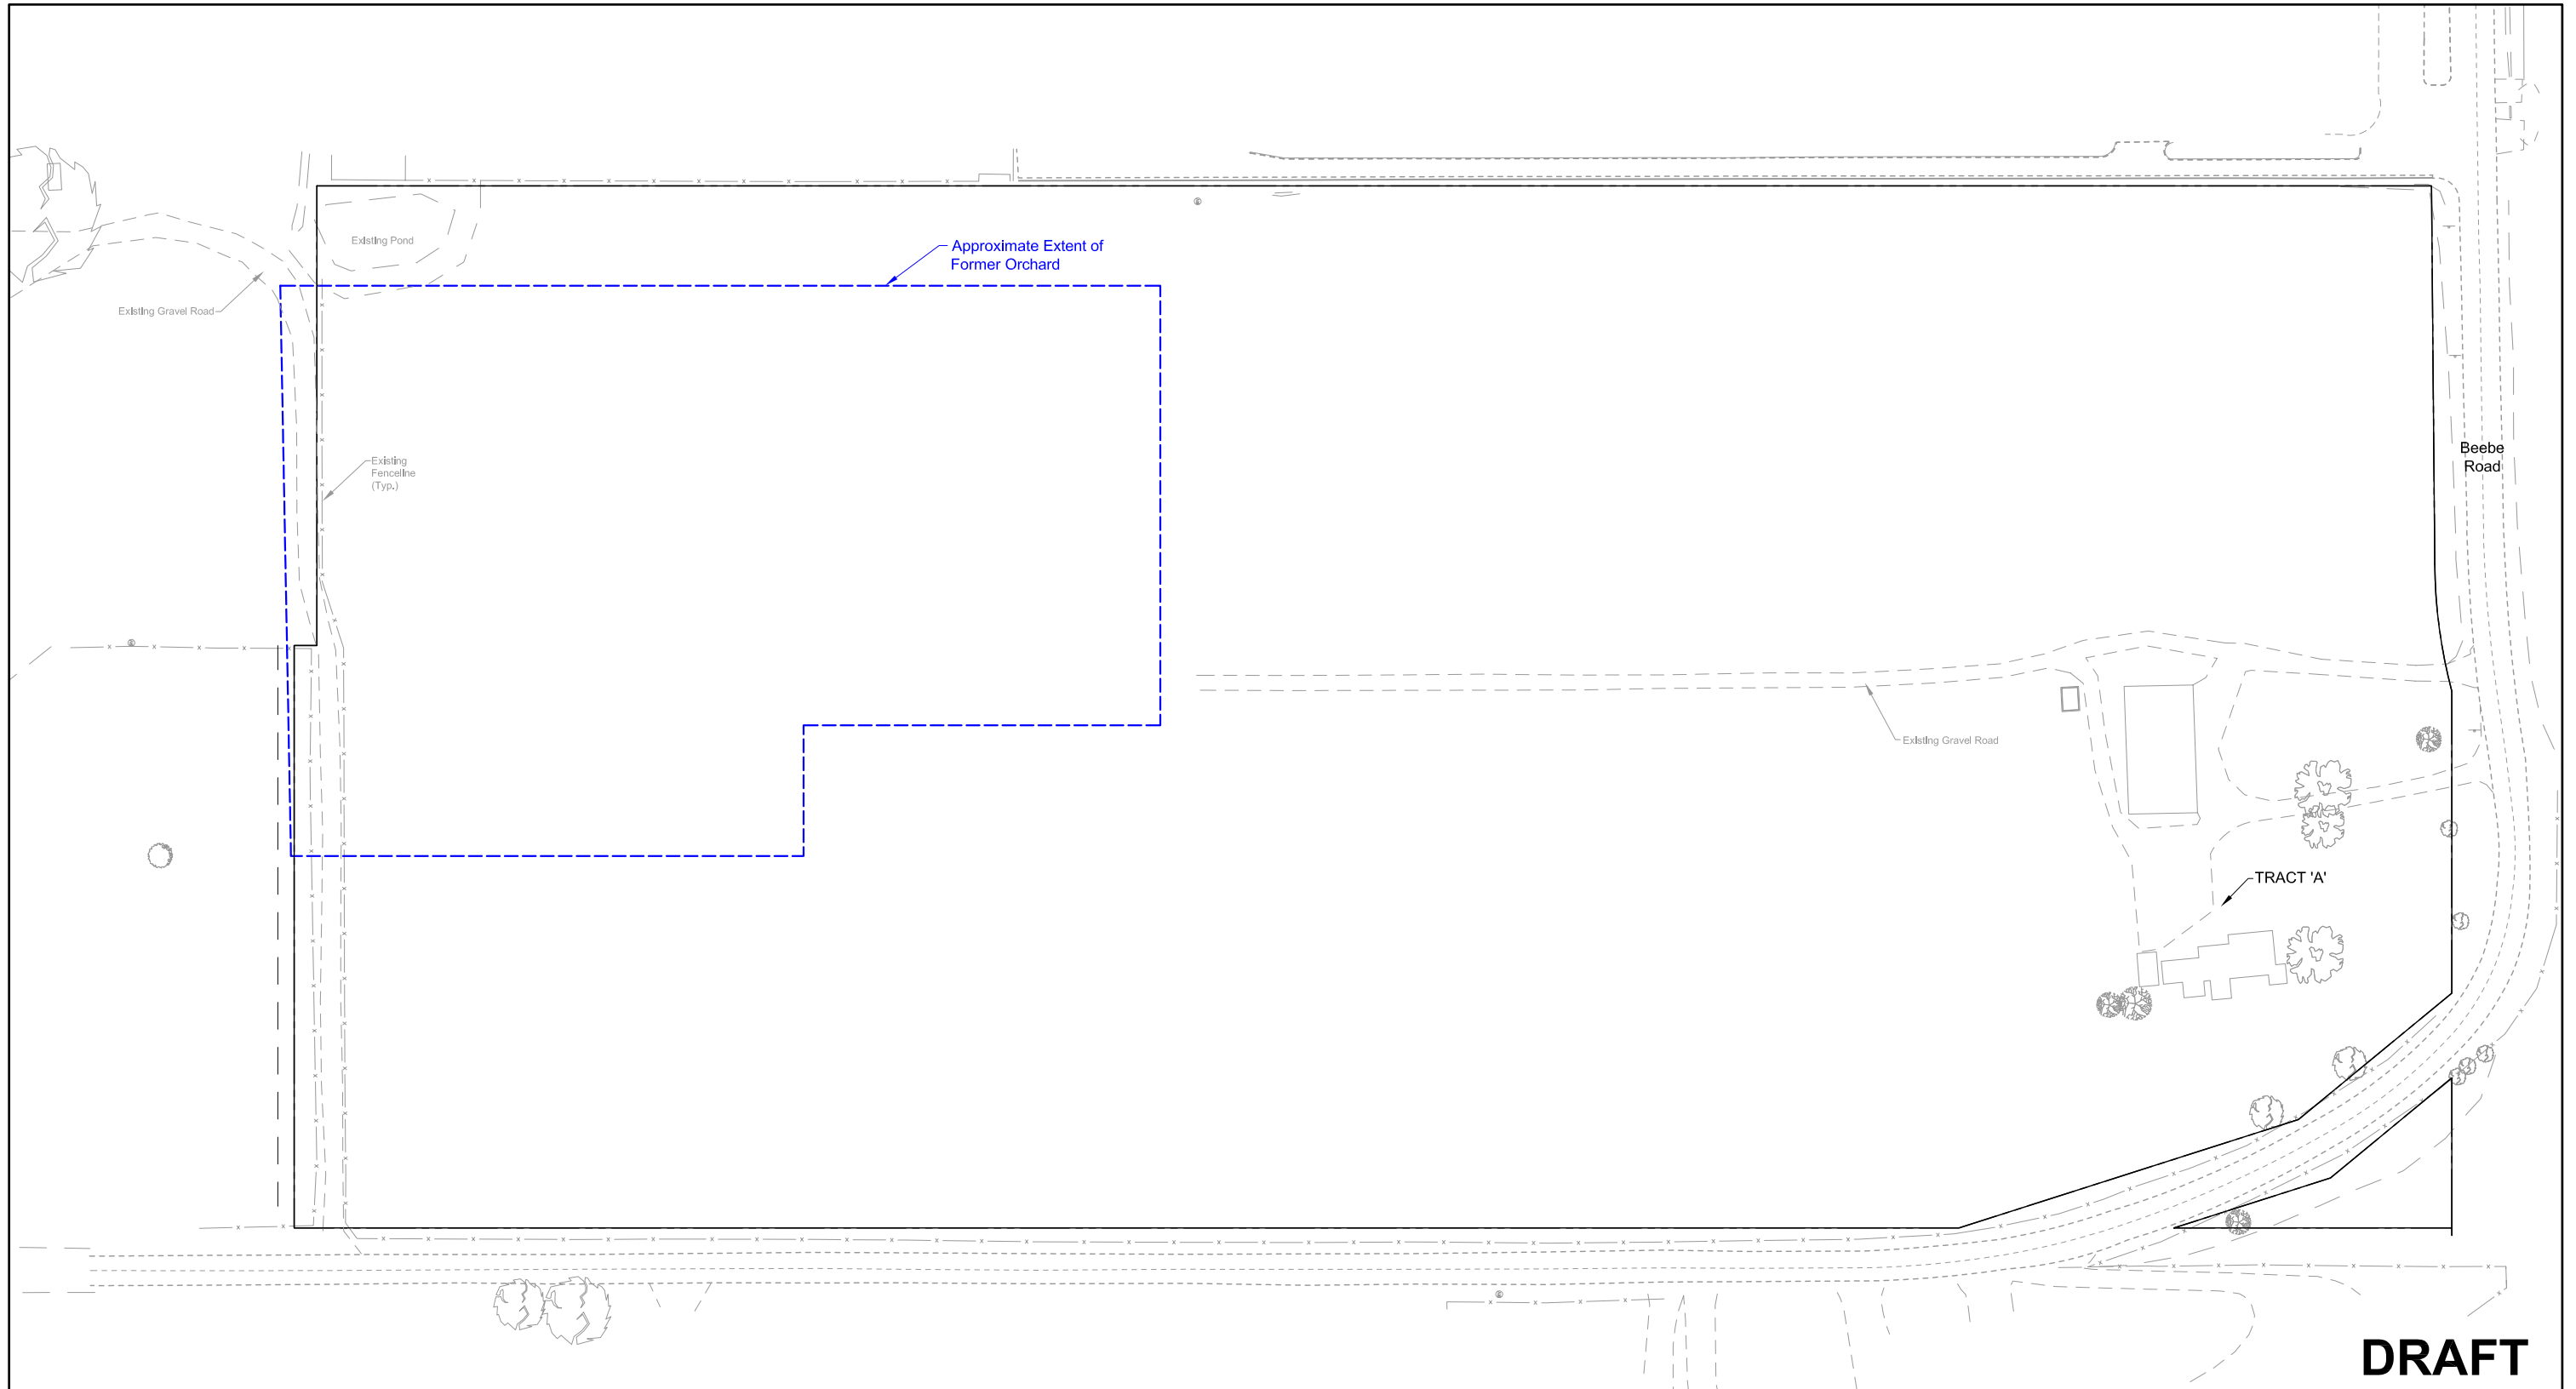 Existing Pond
Approximate Extent of
Former Orchard
Existing Gravel Road
Beebe
Road
Existing
Fenceline
(Typ.)
Existing Gravel Road
TRACT 'A'
DRAFT